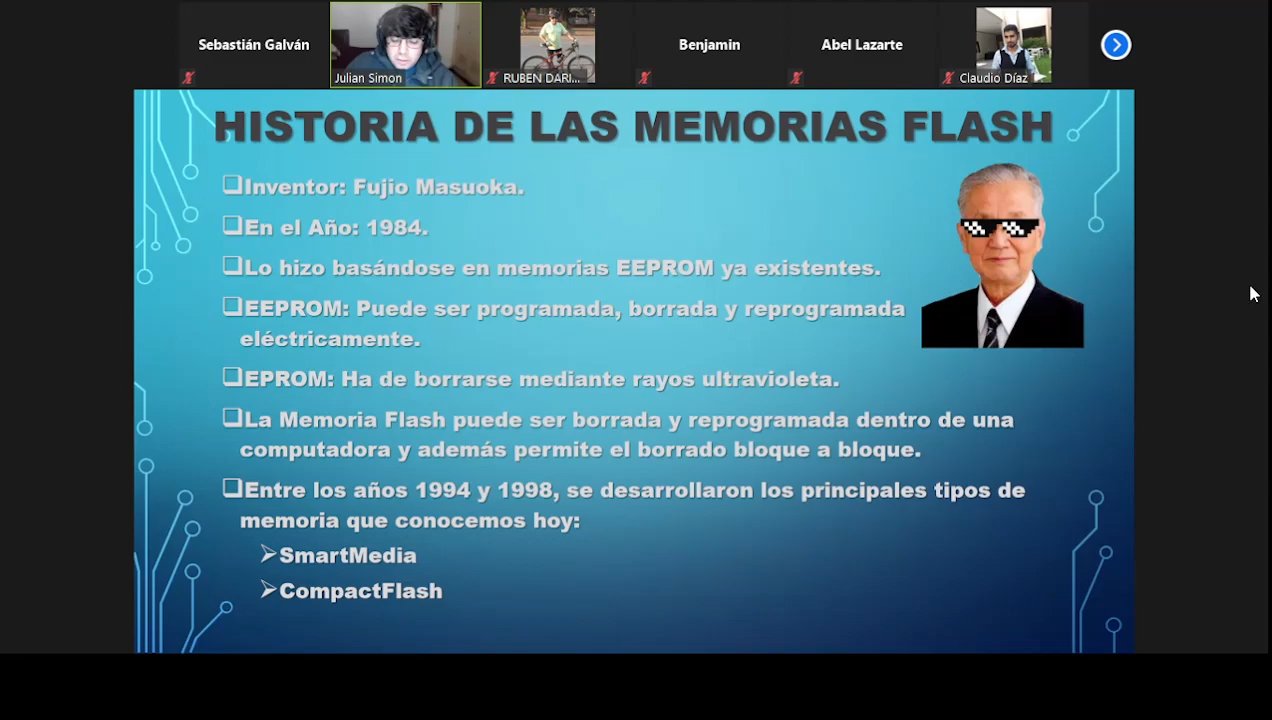 Sebastián Galván
Julian Simon
RUBEN DARI...
Benjamin
Abel Lazarte
Claudio Díaz
HISTORIA DE LAS MEMORIAS FLASH
Inventor: Fujio Masuoka.
En el Año: 1984.
Lo hizo basándose en memorias EEPROM ya existentes.
EEPROM: Puede ser programada, borrada y reprogramada
eléctricamente.
EPROM: Ha de borrarse mediante rayos ultravioleta.
La Memoria Flash puede ser borrada y reprogramada dentro de una
computadora y además permite el borrado bloque a bloque.
Entre los años 1994 y 1998, se desarrollaron los principales tipos de
memoria que conocemos hoy:
SmartMedia
CompactFlash